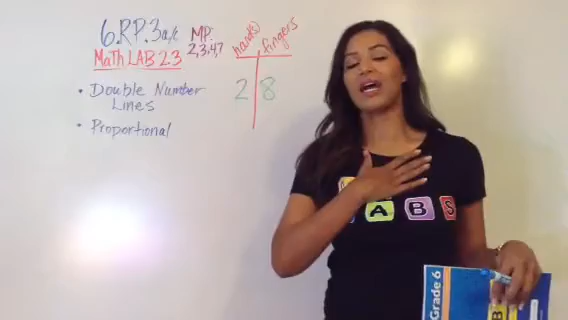 6.RP.3a/c MP:
2,3,4,7
Math LAB 2.3
• Double Number
Lines
• Proportional
hand(s) fingers
2 8
A B S
Grade 6
B